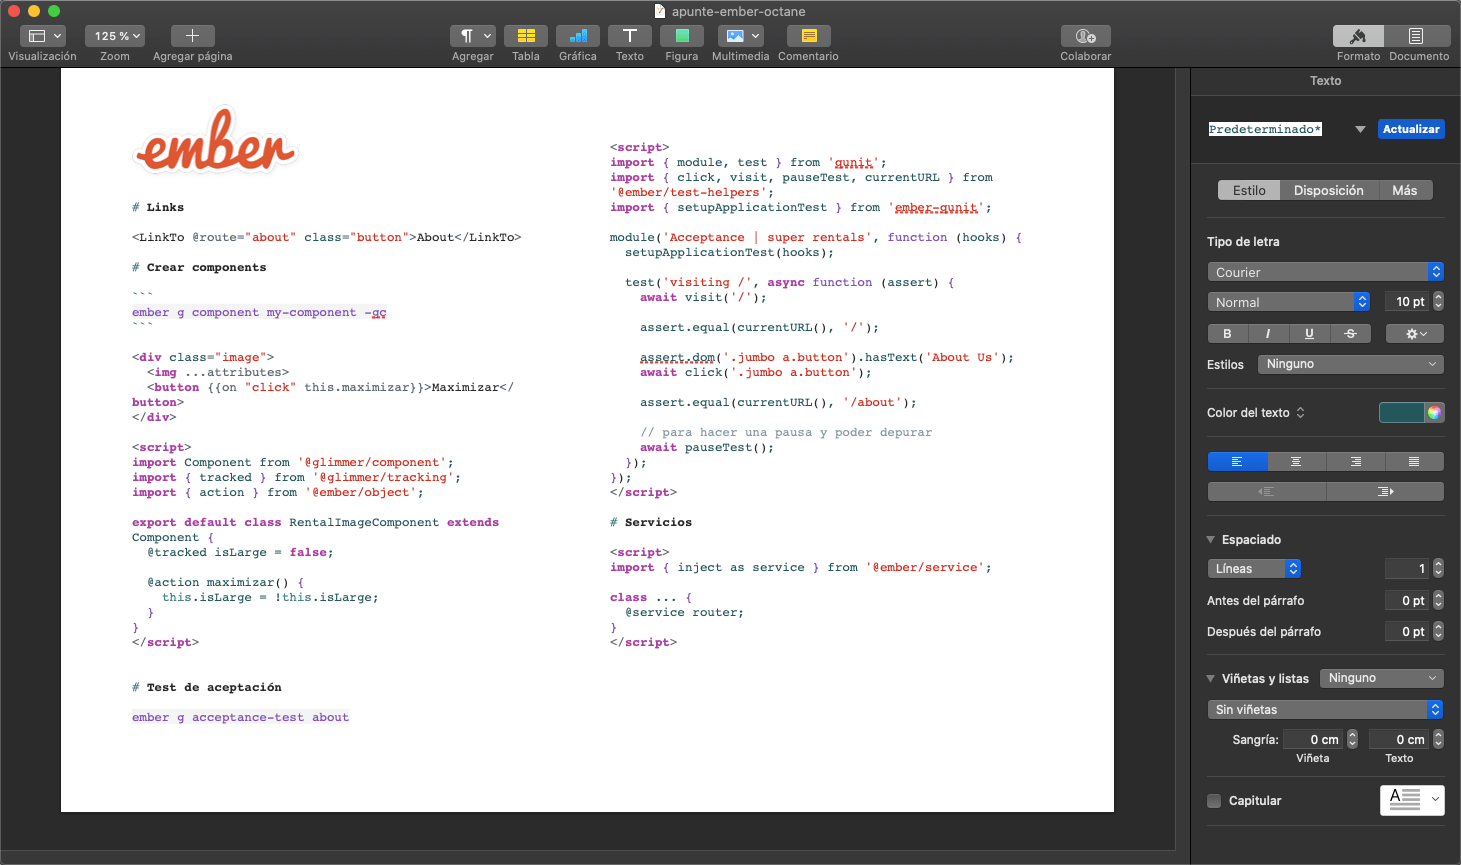 apunte-ember-octane
125 %
Visualización
Zoom
Agregar página
Agregar
Tabla
Gráfica
Texto
Figura
Multimedia
Comentario
Colaborar
Formato
Documento
ember
# Links
<LinkTo @route="about" class="button">About</LinkTo>
# Crear components
```
ember g component my-component -gc
```
<div class="image">
  <img ...attributes>
  <button {{on "click" this.maximizar}}>Maximizar</
button>
</div>
<script>
import Component from '@glimmer/component';
import { tracked } from '@glimmer/tracking';
import { action } from '@ember/object';
export default class RentalImageComponent extends
Component {
  @tracked isLarge = false;
  @action maximizar() {
    this.isLarge = !this.isLarge;
  }
}
</script>
# Test de aceptación
ember g acceptance-test about
<script>
import { module, test } from 'qunit';
import { click, visit, pauseTest, currentURL } from
'@ember/test-helpers';
import { setupApplicationTest } from 'ember-qunit';
module('Acceptance | super rentals', function (hooks) {
  setupApplicationTest(hooks);
  test('visiting /', async function (assert) {
    await visit('/');
    assert.equal(currentURL(), '/');
    assert.dom('.jumbo a.button').hasText('About Us');
    await click('.jumbo a.button');
    assert.equal(currentURL(), '/about');
    // para hacer una pausa y poder depurar
    await pauseTest();
  });
});
</script>
# Servicios
<script>
import { inject as service } from '@ember/service';
class ... {
  @service router;
}
</script>
Texto
Predeterminado*
Actualizar
Estilo
Disposición
Más
Tipo de letra
Courier
Normal
10 pt
B I U S
Estilos
Ninguno
Color del texto
Espaciado
Líneas
1
Antes del párrafo
0 pt
Después del párrafo
0 pt
Viñetas y listas
Ninguno
Sin viñetas
Sangría:
0 cm
0 cm
Viñeta
Texto
Capitular
A